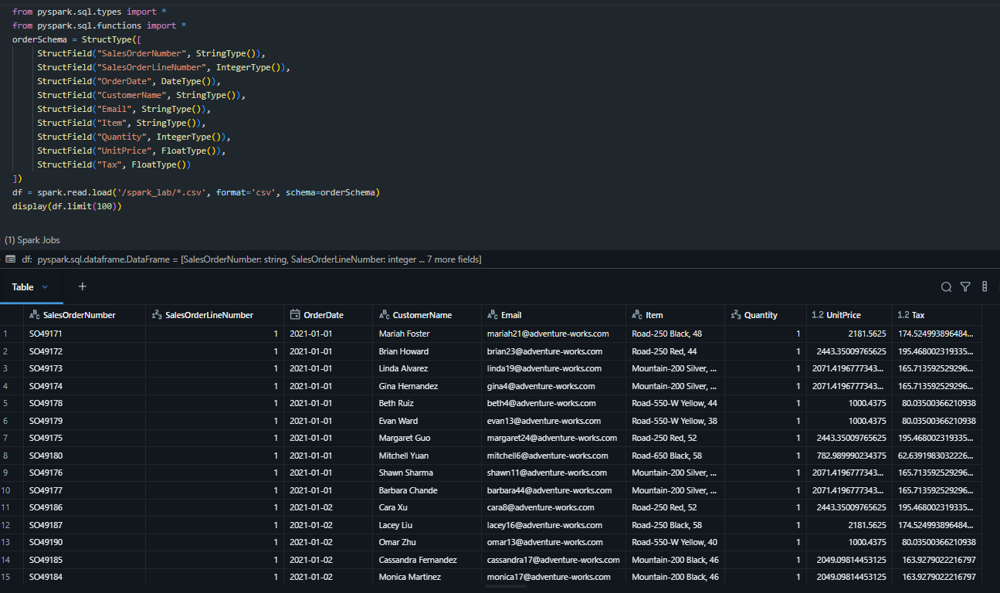 from pyspark.sql.types import *
from pyspark.sql.functions import *
orderSchema = StructType([
StructField("SalesOrderNumber", StringType()),
StructField("SalesOrderLineNumber", IntegerType()),
StructField("OrderDate", DateType()),
StructField("CustomerName", StringType()),
StructField("Email", StringType()),
StructField("Item", StringType()),
StructField("Quantity", IntegerType()),
StructField("UnitPrice", FloatType()),
StructField("Tax", FloatType())
])
df = spark.read.load('/spark_lab/*.csv', format='csv', schema=orderSchema)
display(df.limit(100))
(1) Spark Jobs
df: pyspark.sql.dataframe.DataFrame = [SalesOrderNumber: string, SalesOrderLineNumber: integer ... 7 more fields]
Table +
ABC SalesOrderNumber 123 SalesOrderLineNumber OrderDate ABC CustomerName ABC Email ABC Item 123 Quantity 1.2 UnitPrice 1.2 Tax
1 SO49171 1 2021-01-01 Mariah Foster mariah21@adventure-works.com Road-250 Black, 48 1 2181.5625 174.524993896484...
2 SO49172 1 2021-01-01 Brian Howard brian23@adventure-works.com Road-250 Red, 44 1 2443.35009765625 195.468002319335...
3 SO49173 1 2021-01-01 Linda Alvarez linda19@adventure-works.com Mountain-200 Silver, ... 1 2071.4196777343... 165.713592529296...
4 SO49174 1 2021-01-01 Gina Hernandez gina4@adventure-works.com Mountain-200 Silver, ... 1 2071.4196777343... 165.713592529296...
5 SO49178 1 2021-01-01 Beth Ruiz beth4@adventure-works.com Road-550-W Yellow, 44 1 1000.4375 80.03500366210938
6 SO49179 1 2021-01-01 Evan Ward evan13@adventure-works.com Road-550-W Yellow, 38 1 1000.4375 80.03500366210938
7 SO49175 1 2021-01-01 Margaret Guo margaret24@adventure-works.com Road-250 Red, 52 1 2443.35009765625 195.468002319335...
8 SO49180 1 2021-01-01 Mitchell Yuan mitchell6@adventure-works.com Road-650 Black, 58 1 782.989990234375 62.6391983032226...
9 SO49176 1 2021-01-01 Shawn Sharma shawn11@adventure-works.com Mountain-200 Silver, ... 1 2071.4196777343... 165.713592529296...
10 SO49177 1 2021-01-01 Barbara Chande barbara44@adventure-works.com Mountain-200 Silver, ... 1 2071.4196777343... 165.713592529296...
11 SO49186 1 2021-01-02 Cara Xu cara8@adventure-works.com Road-250 Red, 52 1 2443.35009765625 195.468002319335...
12 SO49187 1 2021-01-02 Lacey Liu lacey16@adventure-works.com Road-250 Black, 58 1 2181.5625 174.524993896484...
13 SO49190 1 2021-01-02 Omar Zhu omar13@adventure-works.com Road-550-W Yellow, 40 1 1000.4375 80.03500366210938
14 SO49185 1 2021-01-02 Cassandra Fernandez cassandra17@adventure-works.com Mountain-200 Black, 46 1 2049.09814453125 163.9279022216797
15 SO49184 1 2021-01-02 Monica Martinez monica17@adventure-works.com Mountain-200 Black, 46 1 2049.09814453125 163.9279022216797